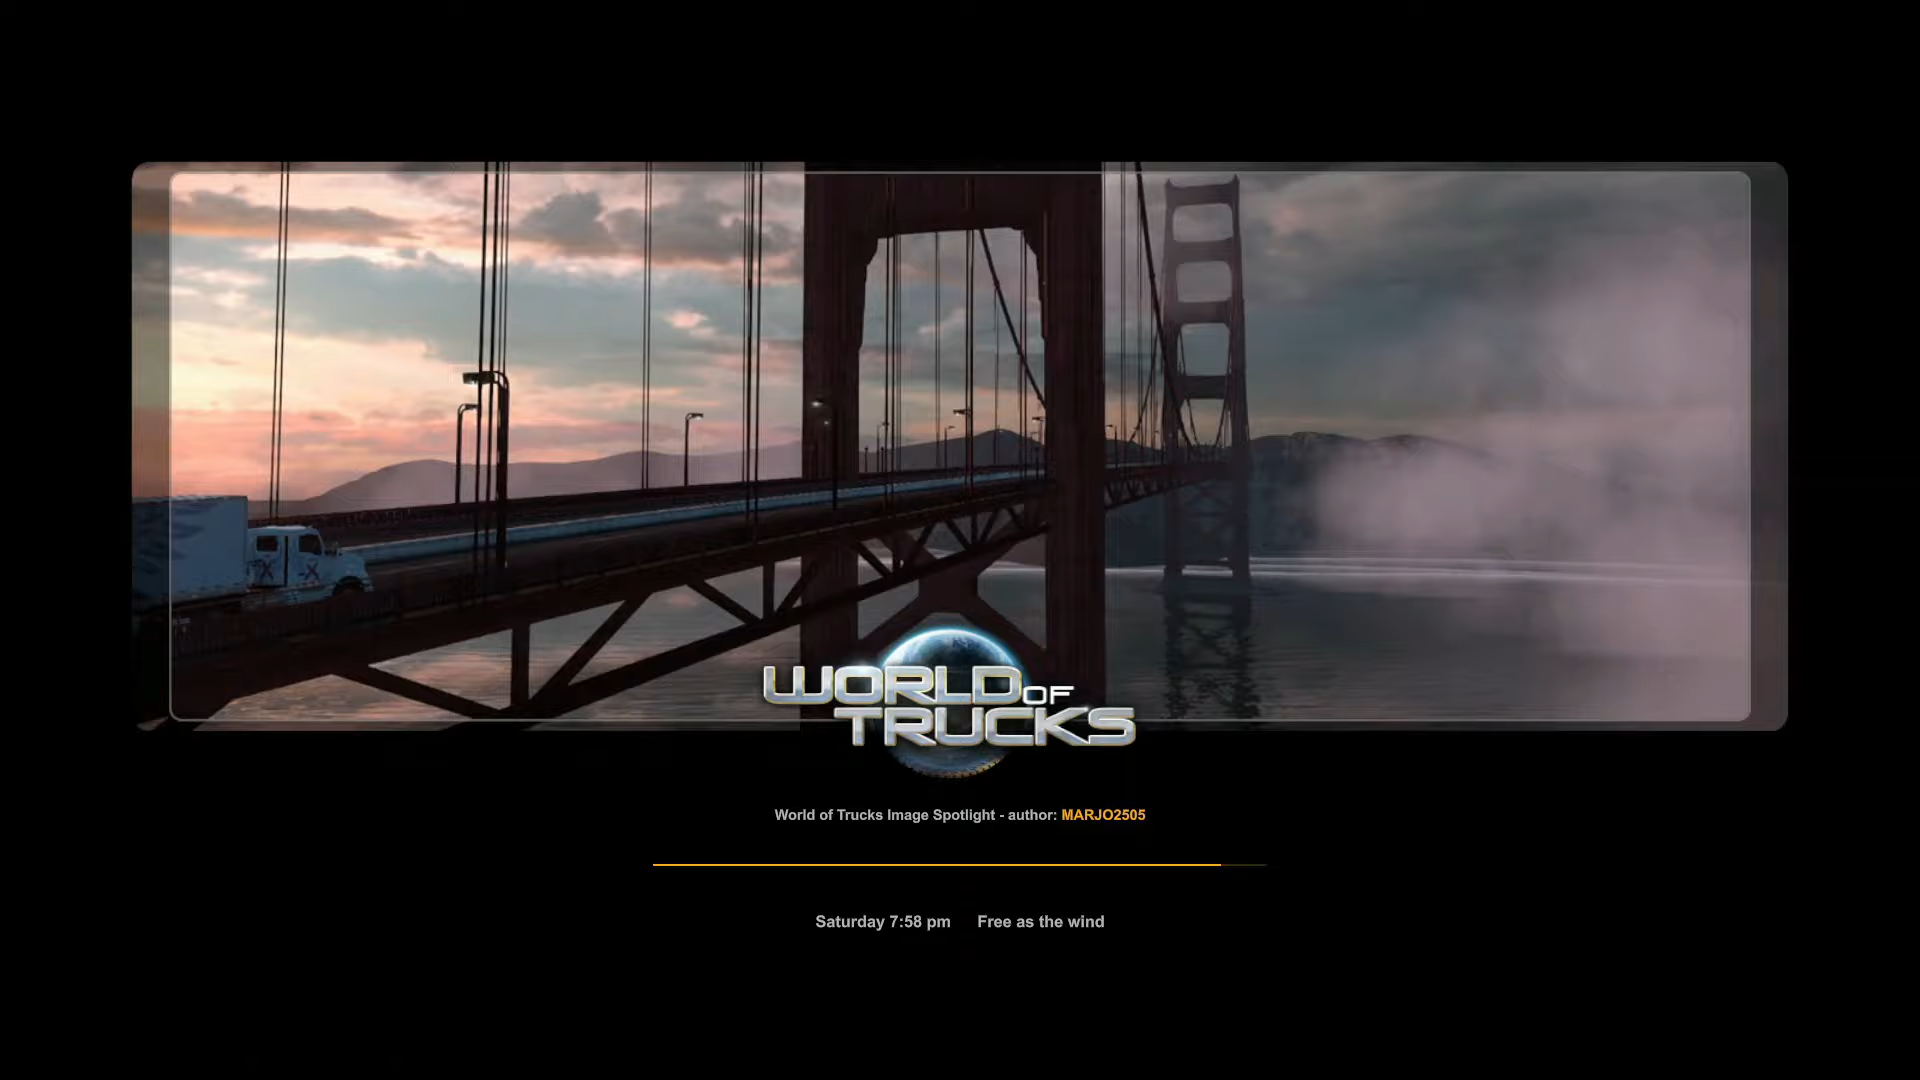 WORLD OF
TRUCKS
World of Trucks Image Spotlight - author: MARJO2505
Saturday 7:58 pm Free as the wind